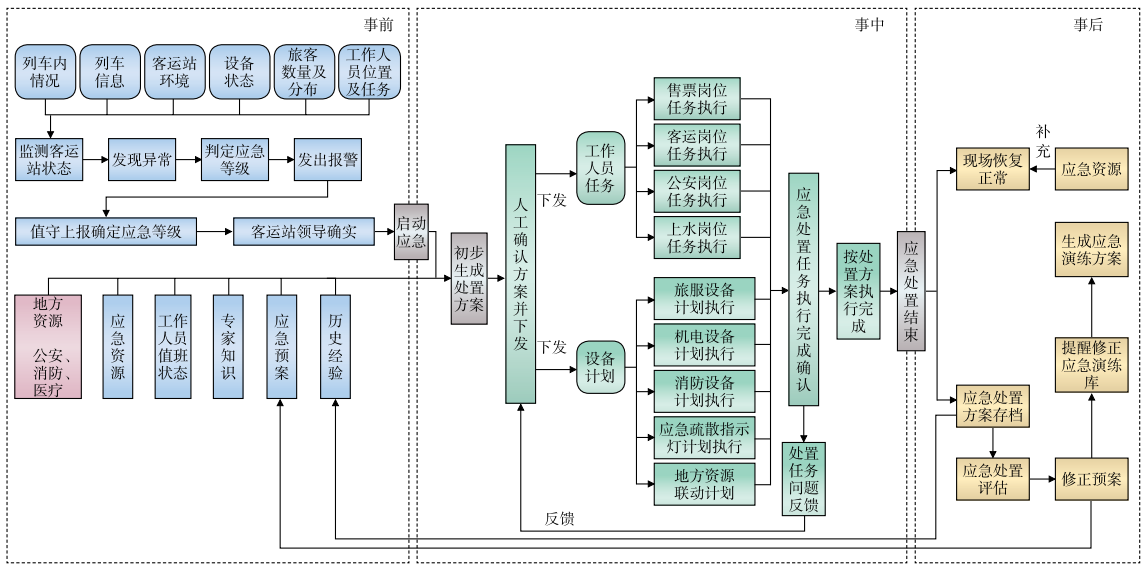 事前
列车内
情况
列车
信息
客运站
环境
设备
状态
旅客
数量及
分布
工作人
员位置
及任务
监测客运
站状态
发现异常
判定应急
等级
发出报警
值守上报确定应急等级
客运站领导确实
启动
应急
地方
资源
公安、
消防、
医疗
应急资源
工作
人员
值班
状态
专家知识
应急预案
历史经验
事中
初步
生成
处置
方案
人工确认方案并下发
下发
工作
人员
任务
售票岗位
任务执行
客运岗位
任务执行
公安岗位
任务执行
上水岗位
任务执行
下发
设备
计划
旅服设备
计划执行
机电设备
计划执行
消防设备
计划执行
应急疏散指示
灯计划执行
地方资源
联动计划
应急处置任务执行完成确认
处置
任务
问题
反馈
反馈
按处
置方
案执
行完
成
应急处置结束
事后
现场恢复
正常
补
充
应急资源
生成应急
演练方案
提醒修正
应急演练
库
应急处置
方案存档
应急处置
评估
修正预案